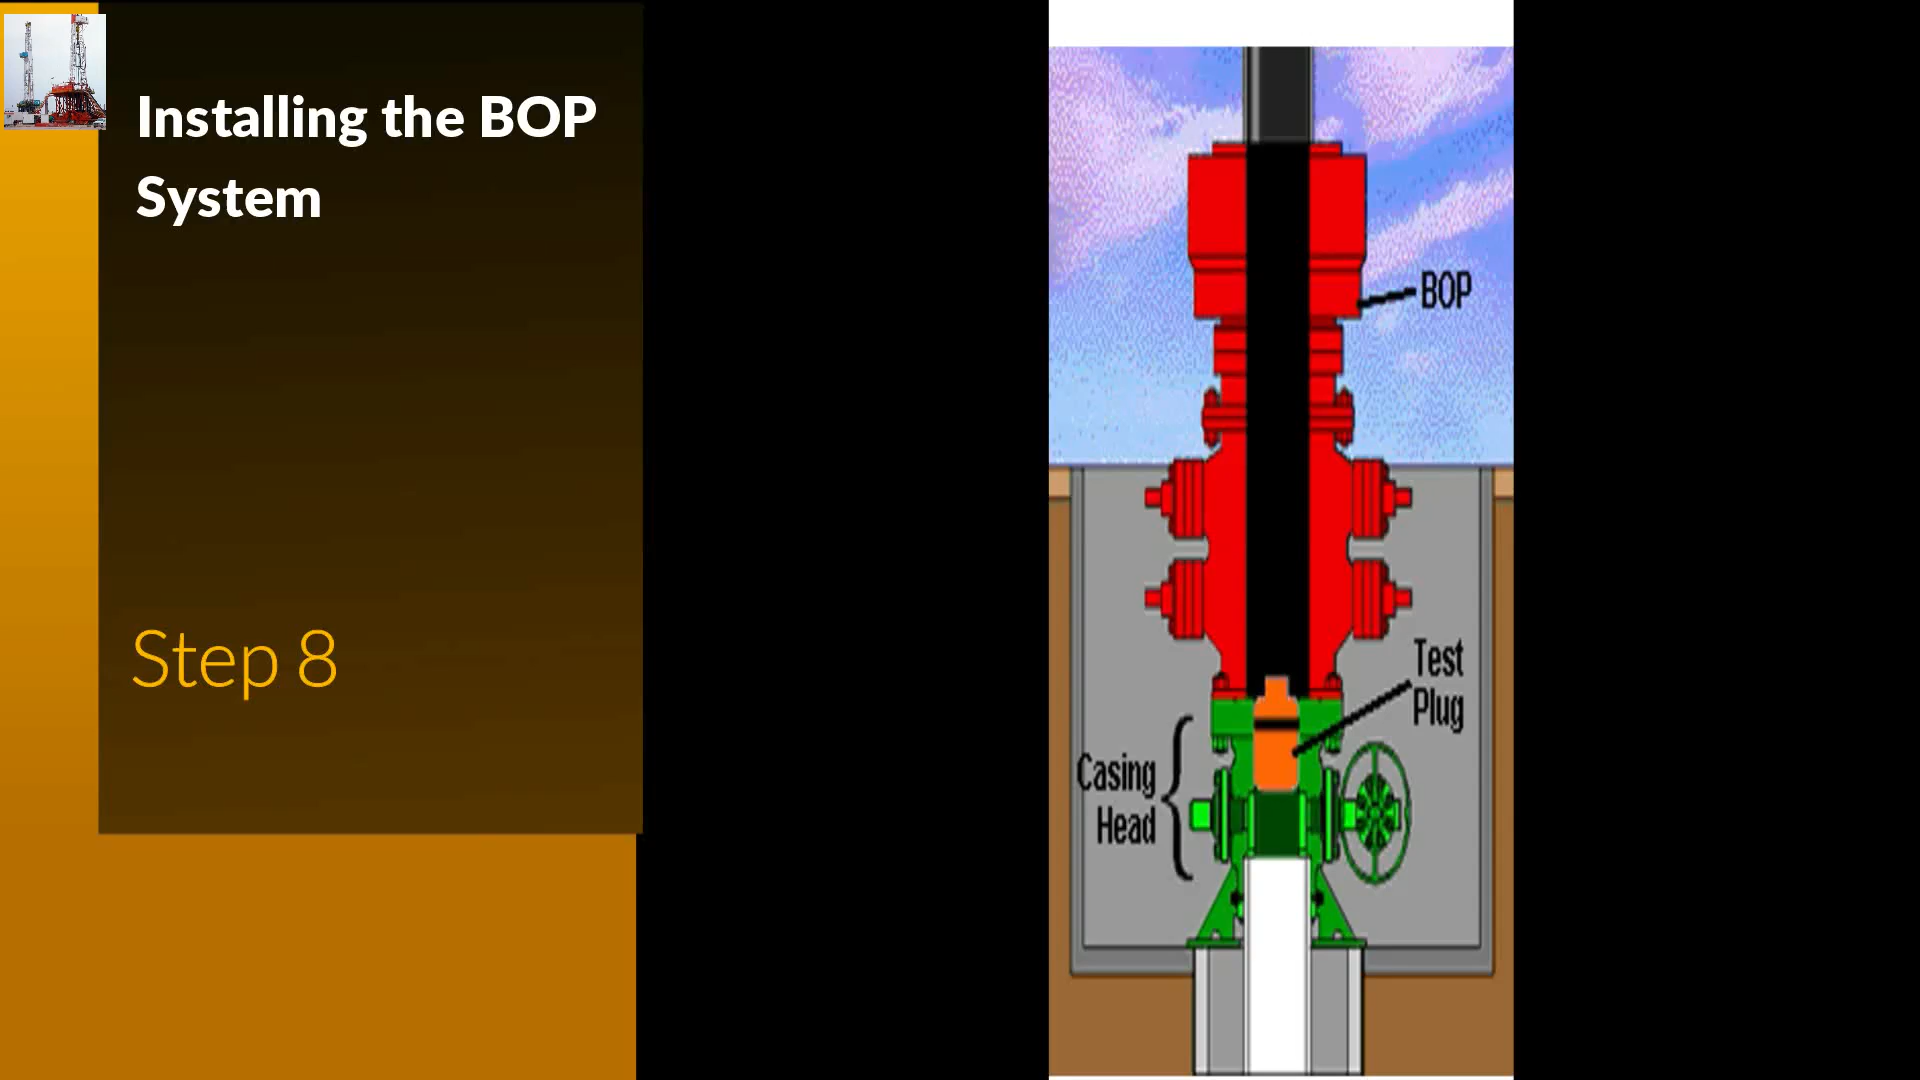 Installing the BOP
System
Step 8
BOP
Test
Plug
Casing
Head